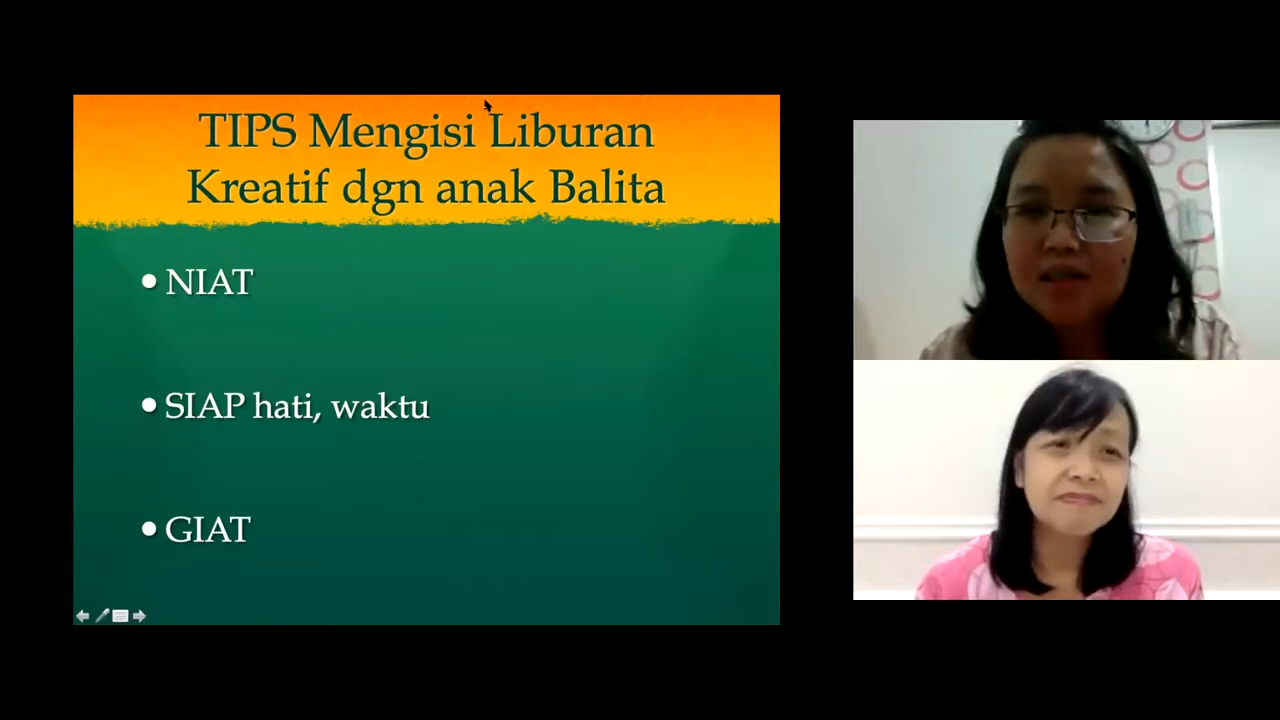 TIPS Mengisi Liburan
Kreatif dgn anak Balita
• NIAT
• SIAP hati, waktu
• GIAT